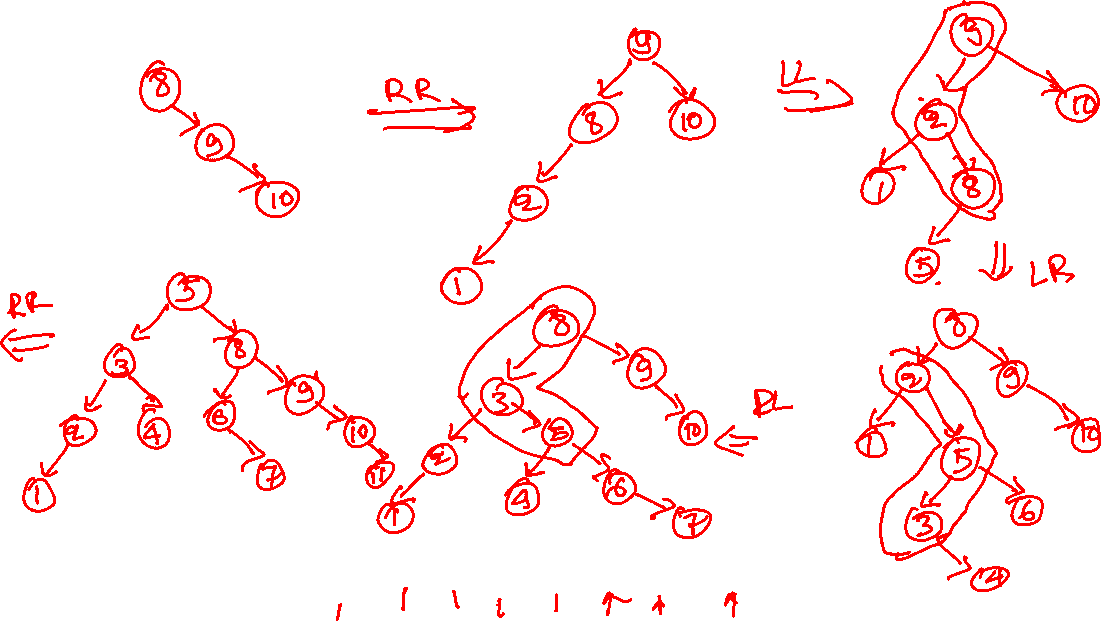 8 9 10
RR
9 8 10 2 1
LL
9 10 2 1 8 5
LR
8 2 9 1 5 10 3 6 4
RL
8 3 9 2 5 10 1 4 6 7
5 3 8 2 4 6 9 1 7 10 11
RR